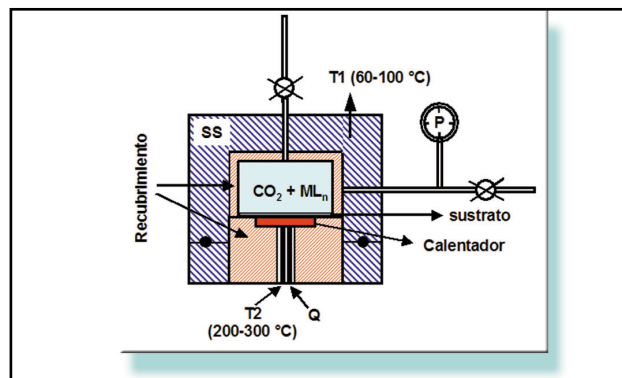 T1 (60-100 °C)
P
SS
Recubrimiento
CO₂ + MLₙ
sustrato
Calentador
T2
(200-300 °C)
Q